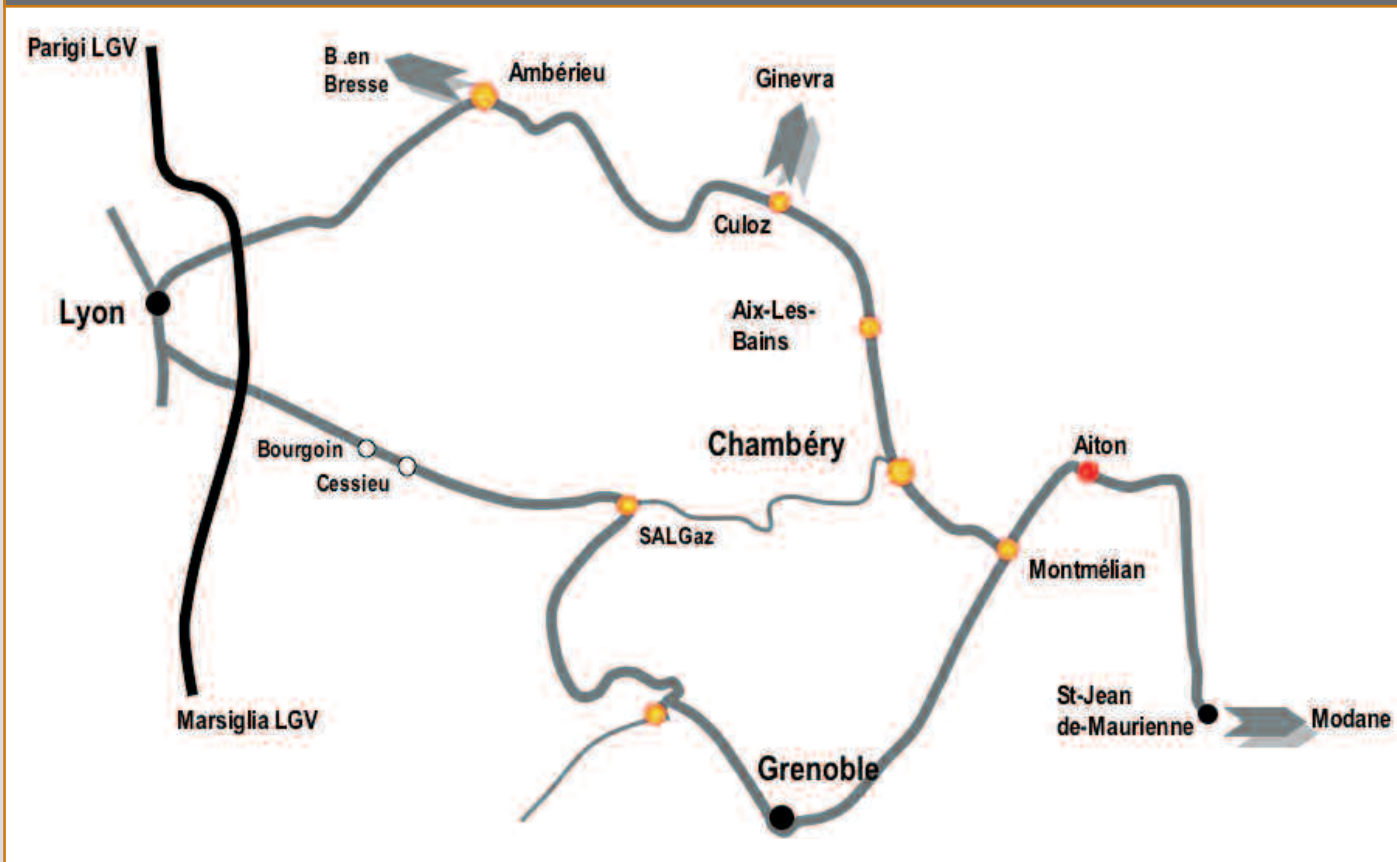 Parigi LGV
B .en
Bresse
Ambérieu
Ginevra
Culoz
Lyon
Aix-Les-
Bains
Chambéry
Aiton
Bourgoin
Cessieu
SALGaz
Montmélian
St-Jean
de-Maurienne
Modane
Marsiglia LGV
Grenoble